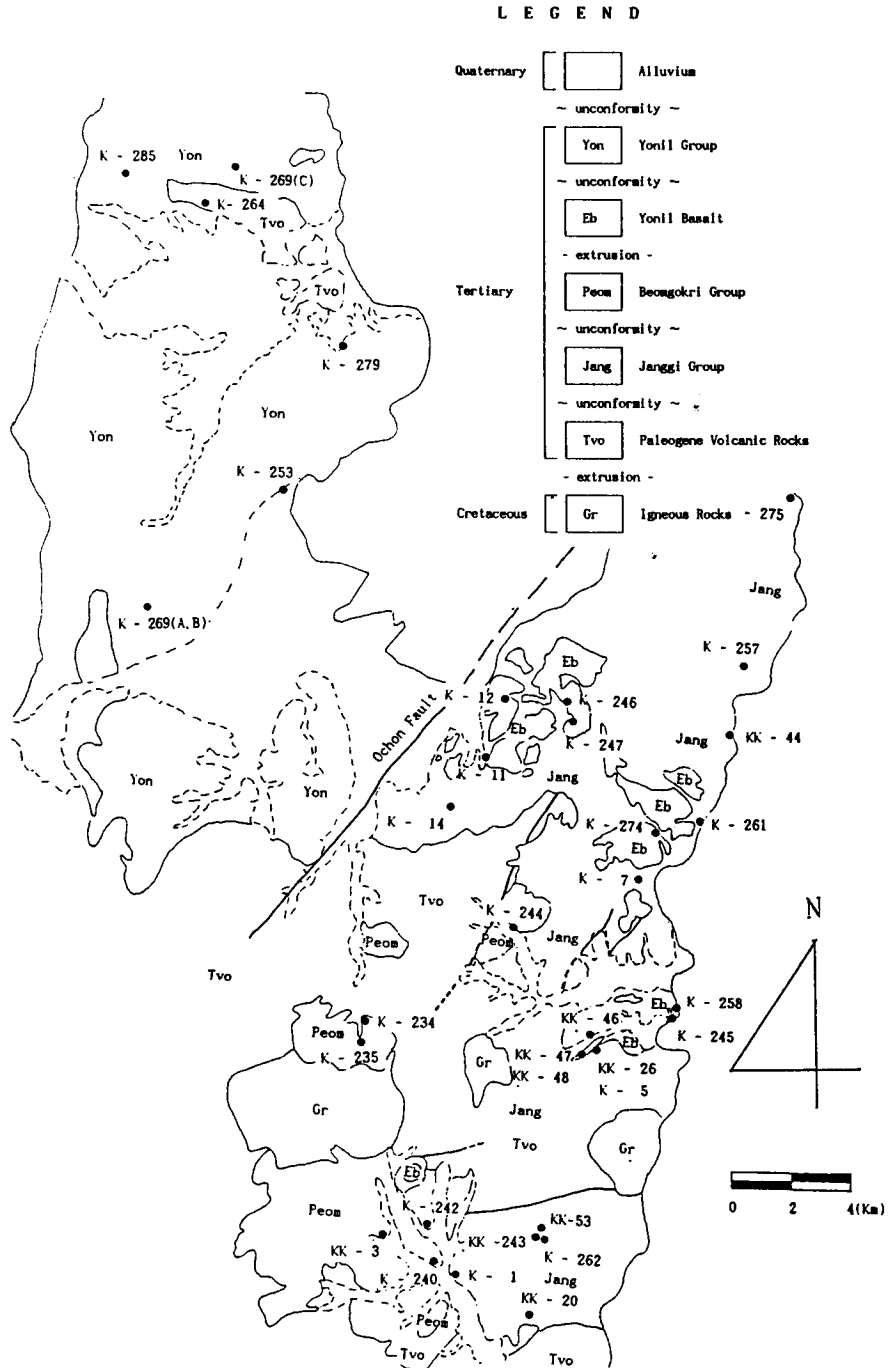 L E G E N D
Quaternary Alluvium
~ unconformity ~
Yon Yonil Group
~ unconformity ~
Eb Yonil Basalt
- extrusion -
Tertiary Peom Beomgokri Group
~ unconformity ~
Jang Janggi Group
~ unconformity ~
Tvo Paleogene Volcanic Rocks
- extrusion -
Cretaceous Gr Igneous Rocks
K - 285
Yon
K - 269(C)
K - 264
Tvo
Tvo
K - 279
Yon
Yon
K - 253
K - 275
Jang
K - 269(A,B)
K - 257
Eb
K - 12
K - 246
Ochon Fault
Eb
K - 247
Jang
KK - 44
K - 11
Jang
Eb
Yon
Yon
Eb
K - 14
K - 274
K - 261
Eb
K - 7
Tvo
K - 244
Peom
Peom
Jang
N
Tvo
Eb
K - 258
K - 234
KK - 46
K - 245
Peom
Eb
K - 235
KK - 47
Gr
KK - 26
KK - 48
K - 5
Gr
Jang
Tvo
Gr
Eb
0 2 4(Km)
Peom
K - 242
KK-53
KK - 3
KK -243
K - 262
K - 240
K - 1
Jang
KK - 20
Peom
Tvo
Tvo